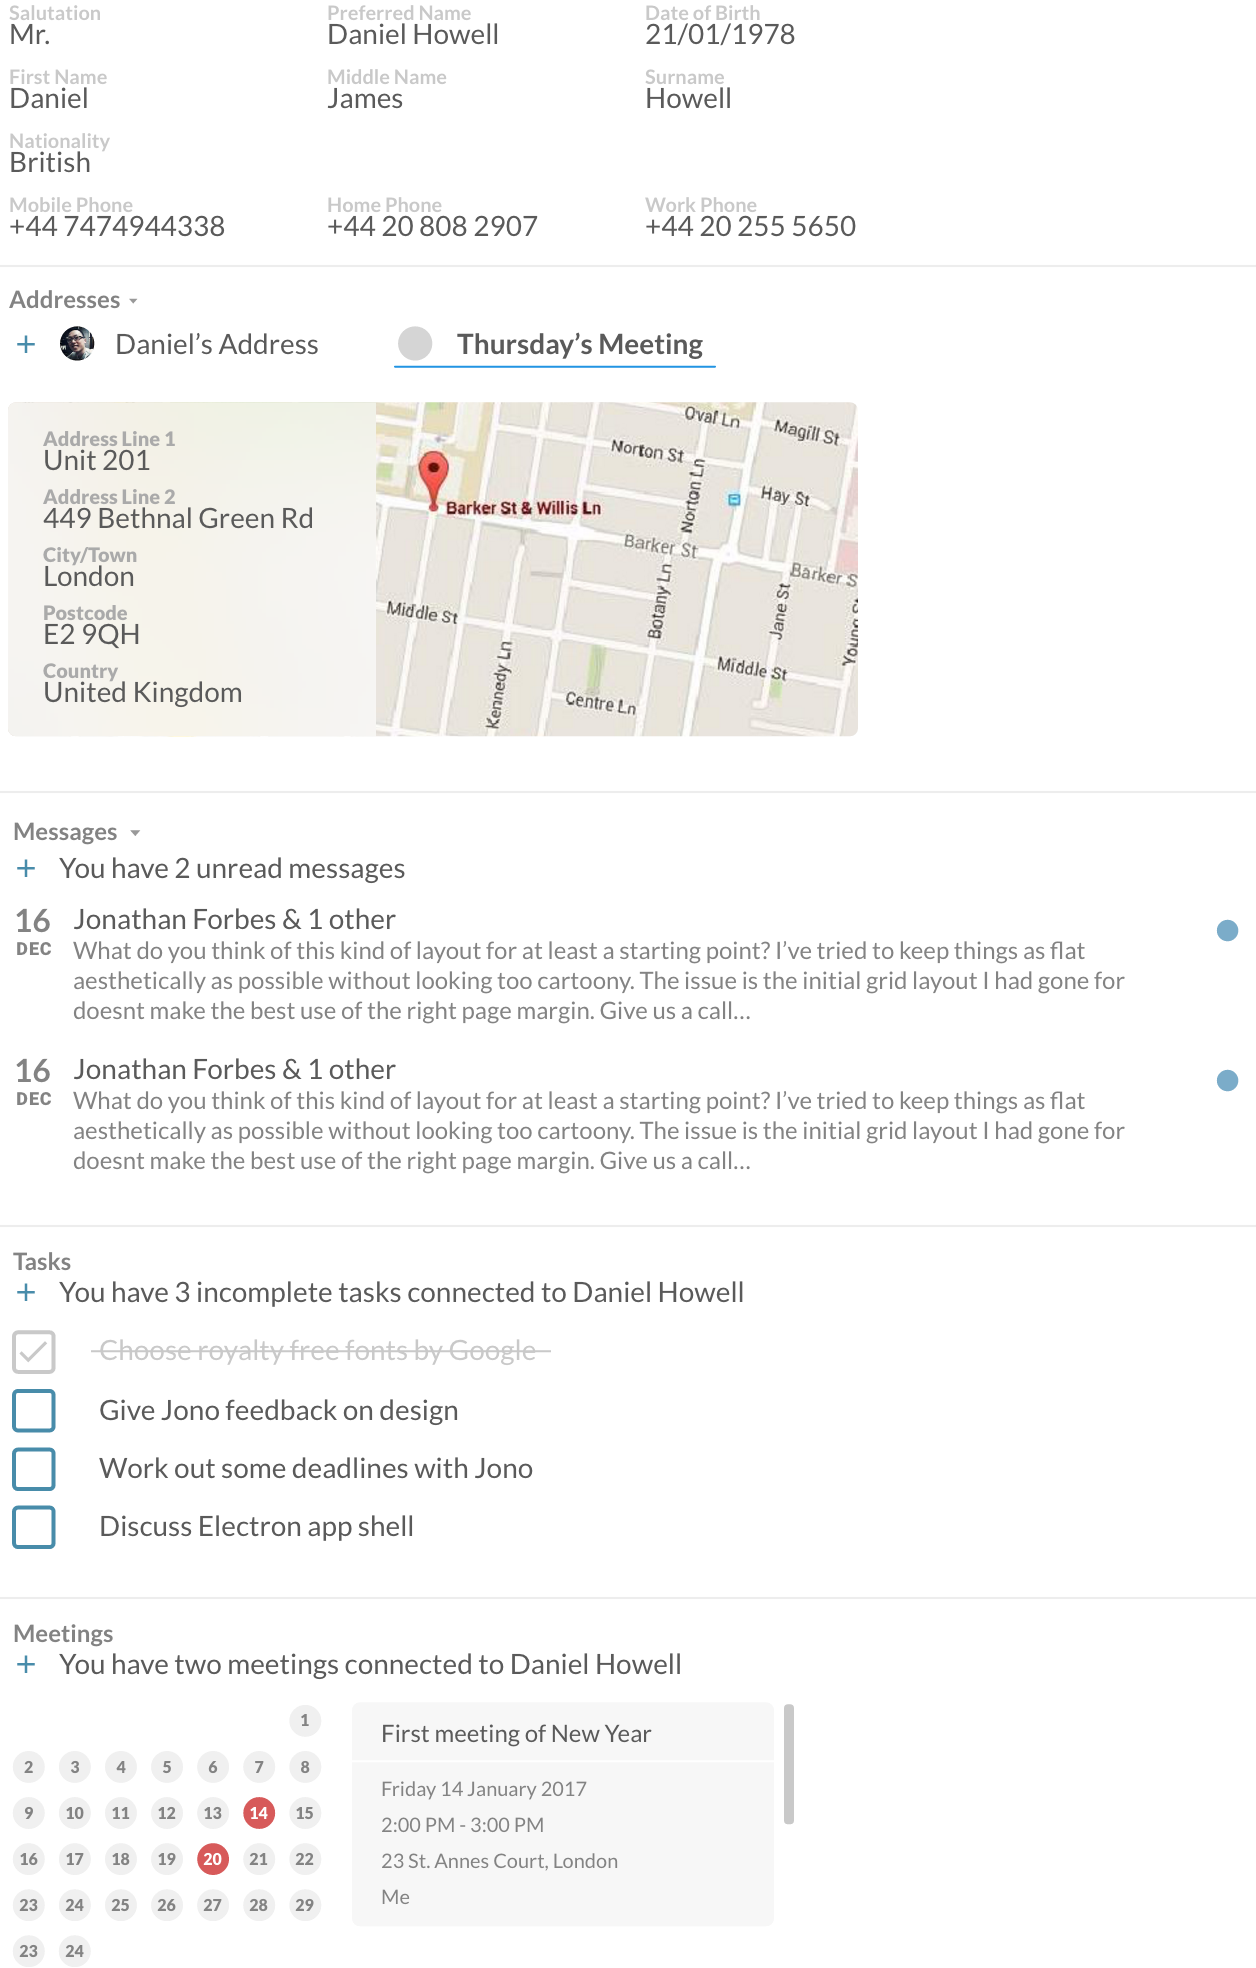 Salutation Preferred Name Date of Birth
Mr. Daniel Howell 21/01/1978
First Name Middle Name Surname
Daniel James Howell
Nationality
British
Mobile Phone Home Phone Work Phone
+44 7474944338 +44 20 808 2907 +44 20 255 5650
Addresses
+ Daniel’s Address Thursday’s Meeting
Address Line 1
Unit 201
Address Line 2
449 Bethnal Green Rd
City/Town
London
Postcode
E2 9QH
Country
United Kingdom
Oval Ln
Magill St
Norton St
Norton Ln
Hay St
Barker St & Willis Ln
Barker St
Barker S
Botany Ln
Jane St
Middle St
Kennedy Ln
Middle St
Centre Ln
Messages
+ You have 2 unread messages
16 Jonathan Forbes & 1 other
DEC What do you think of this kind of layout for at least a starting point? I’ve tried to keep things as flat
aesthetically as possible without looking too cartoony. The issue is the initial grid layout I had gone for
doesnt make the best use of the right page margin. Give us a call...
16 Jonathan Forbes & 1 other
DEC What do you think of this kind of layout for at least a starting point? I’ve tried to keep things as flat
aesthetically as possible without looking too cartoony. The issue is the initial grid layout I had gone for
doesnt make the best use of the right page margin. Give us a call...
Tasks
+ You have 3 incomplete tasks connected to Daniel Howell
Choose royalty free fonts by Google
Give Jono feedback on design
Work out some deadlines with Jono
Discuss Electron app shell
Meetings
+ You have two meetings connected to Daniel Howell
1
2 3 4 5 6 7 8
9 10 11 12 13 14 15
16 17 18 19 20 21 22
23 24 25 26 27 28 29
23 24
First meeting of New Year
Friday 14 January 2017
2:00 PM - 3:00 PM
23 St. Annes Court, London
Me